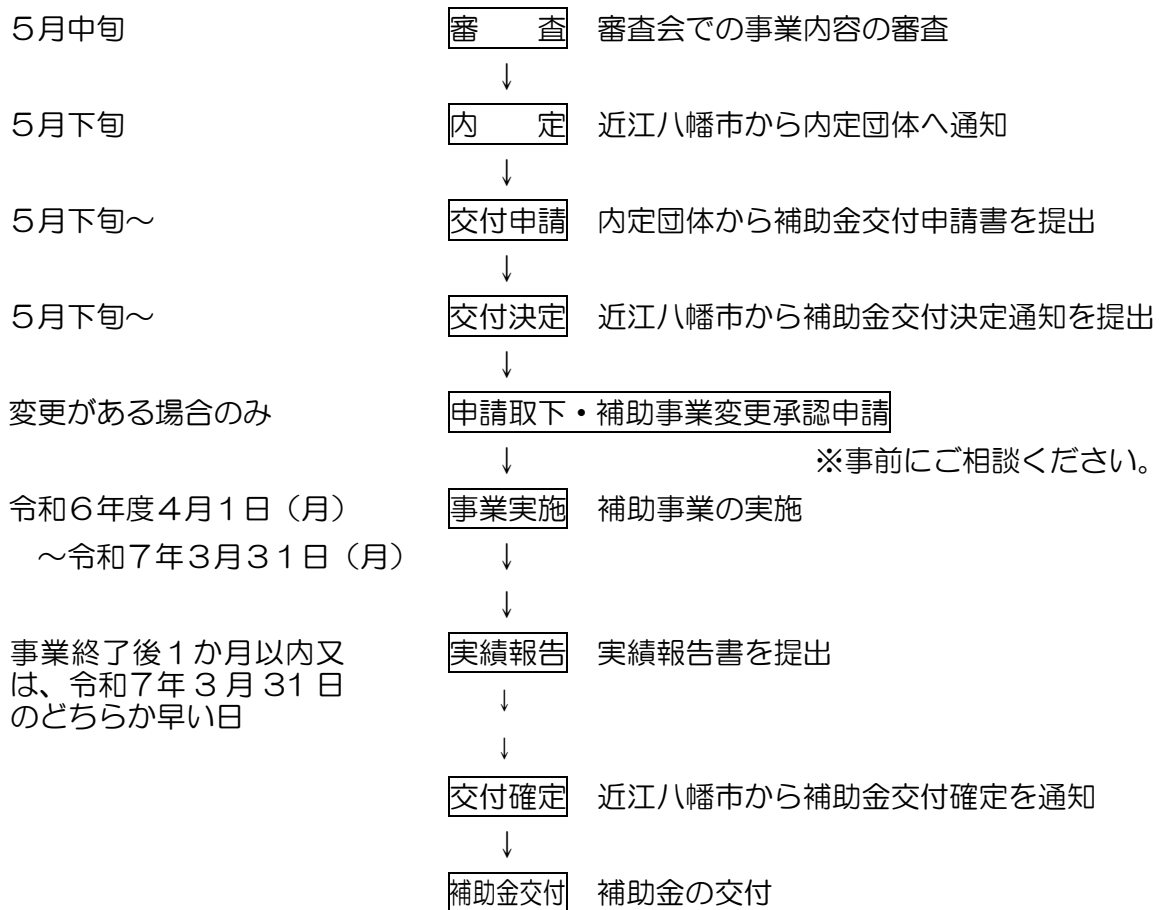 ５月中旬 審　　査 審査会での事業内容の審査
↓
５月下旬 内　　定 近江八幡市から内定団体へ通知
↓
５月下旬～ 交付申請 内定団体から補助金交付申請書を提出
↓
５月下旬～ 交付決定 近江八幡市から補助金交付決定通知を提出
↓
変更がある場合のみ 申請取下・補助事業変更承認申請
↓ ※事前にご相談ください。
令和６年度４月１日（月） 事業実施 補助事業の実施
～令和７年３月３１日（月） ↓
↓
事業終了後１か月以内又 実績報告 実績報告書を提出
は、令和７年 3 月 31 日
のどちらか早い日 ↓
↓
交付確定 近江八幡市から補助金交付確定を通知
↓
補助金交付 補助金の交付